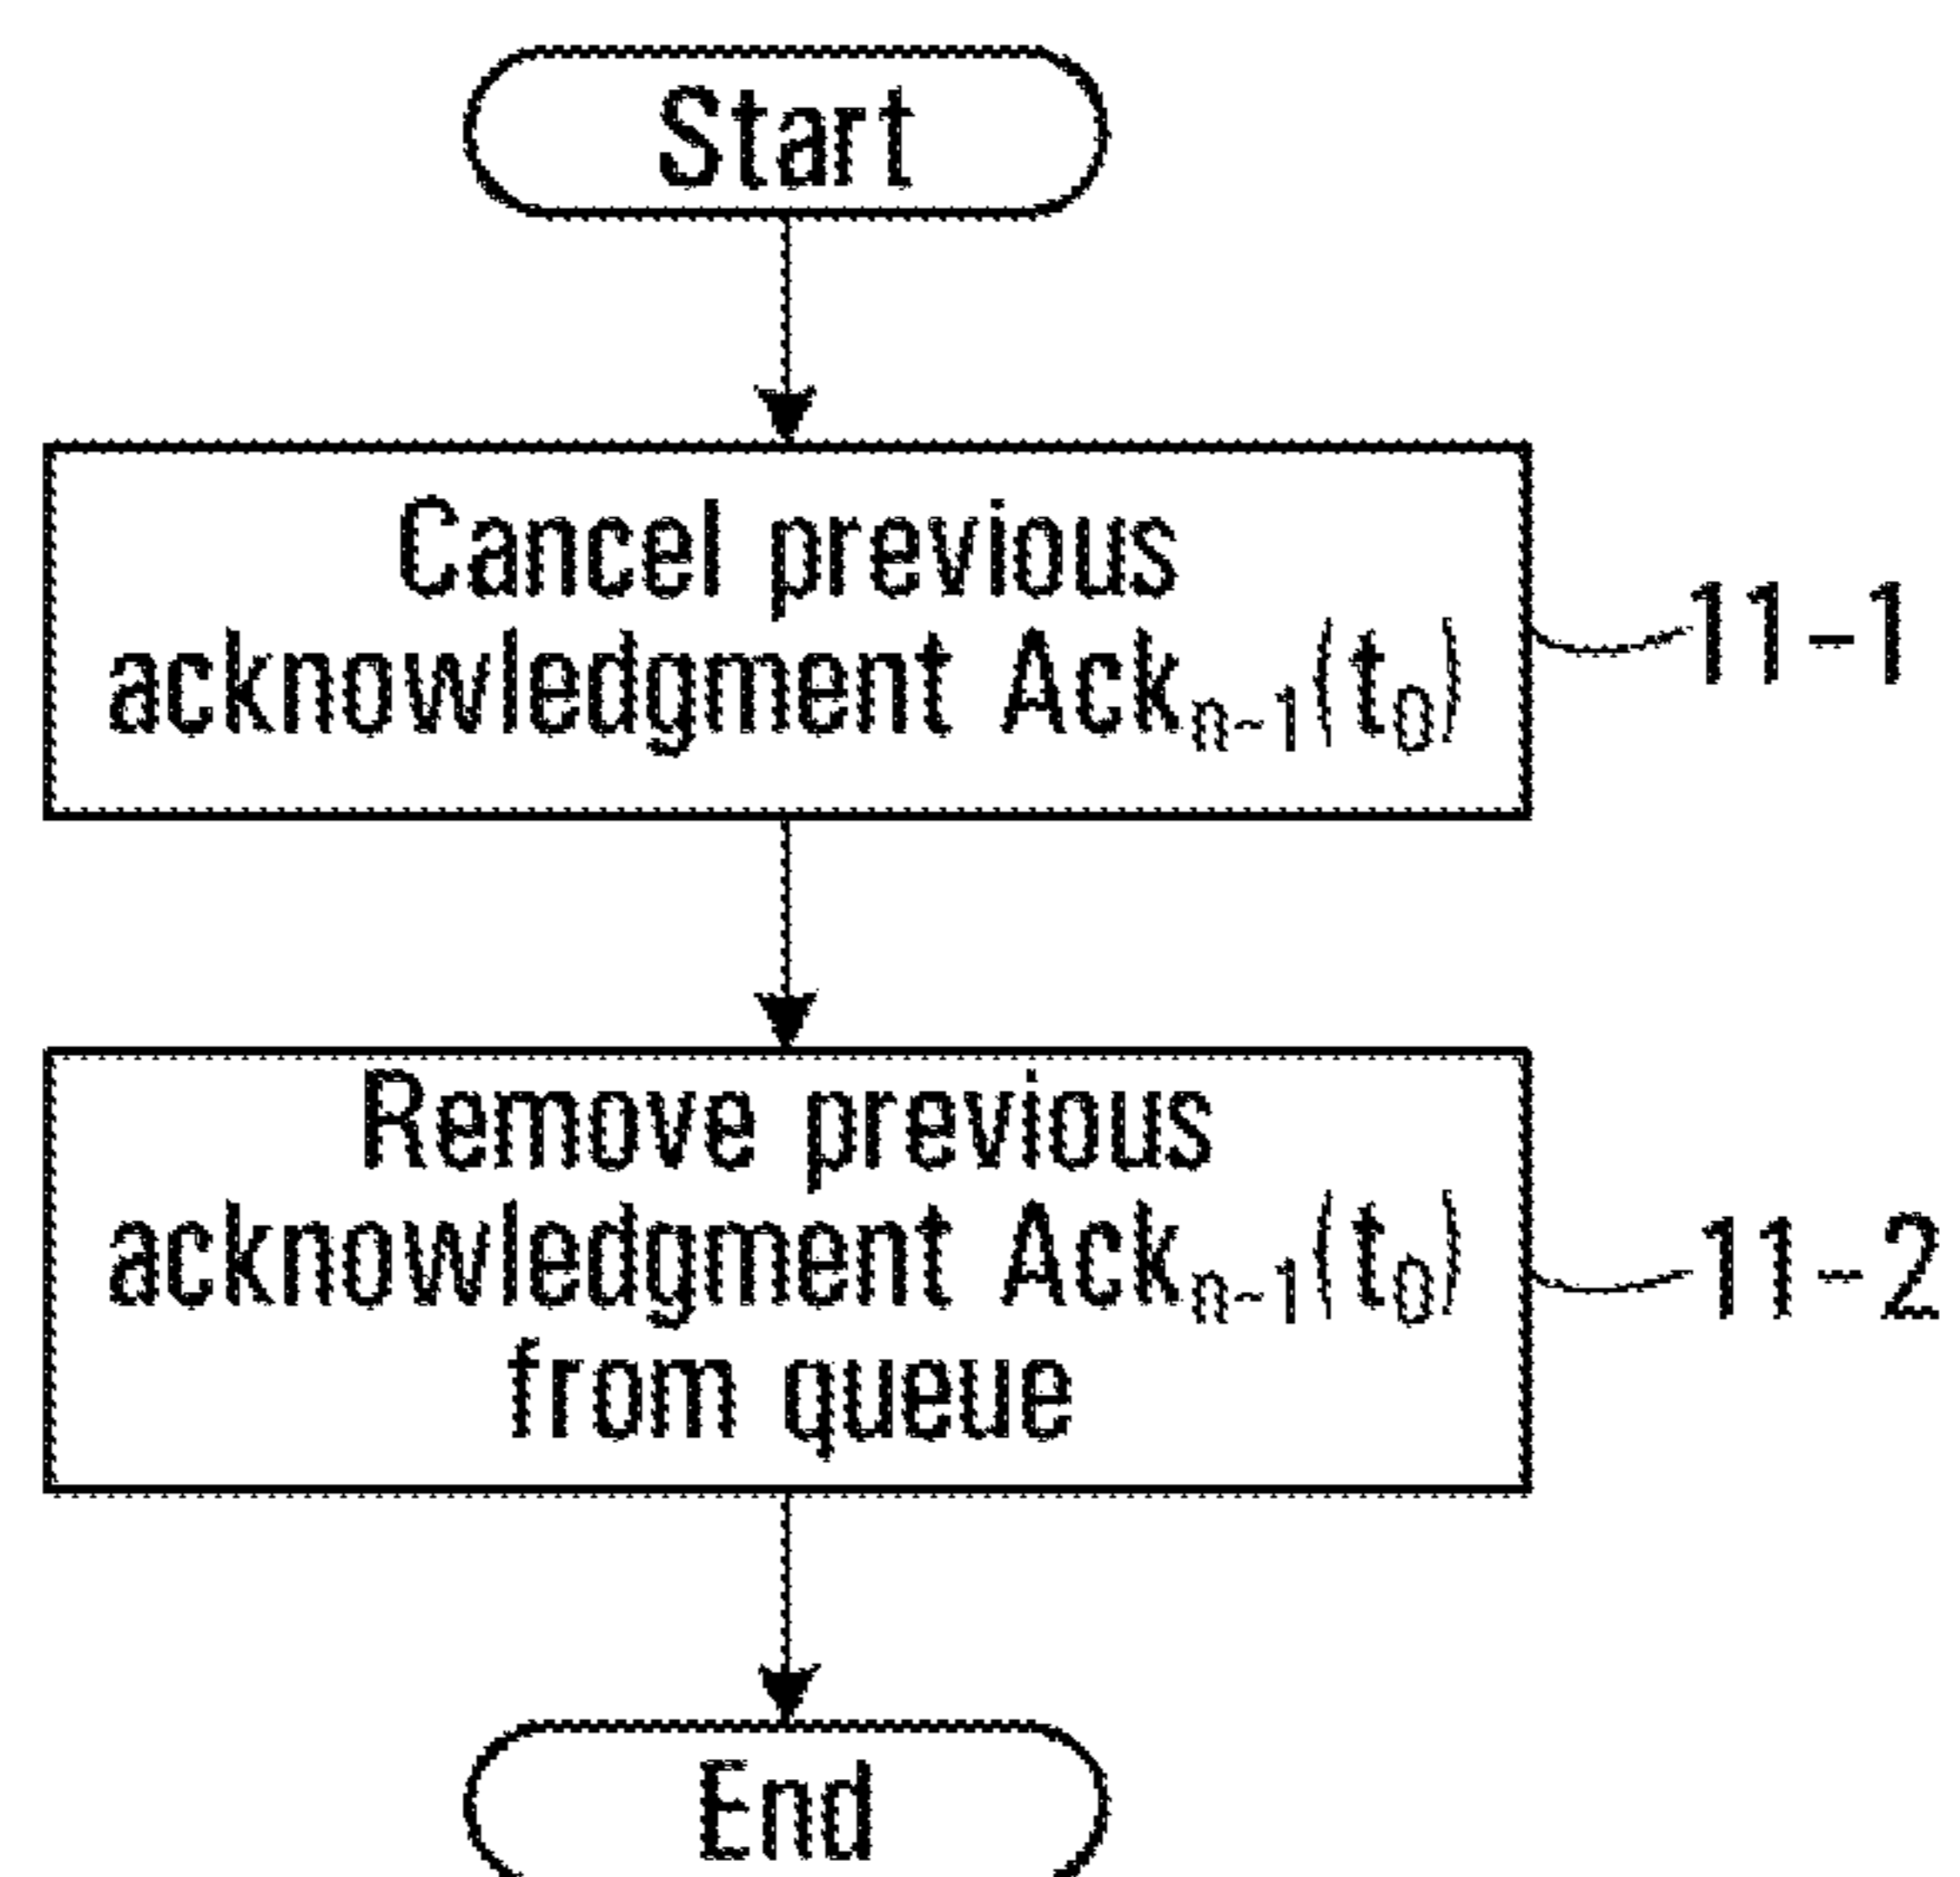 Start
Cancel previous
acknowledgment Ackₙ₋₁(t₀)
11-1
Remove previous
acknowledgment Ackₙ₋₁(t₀)
from queue
11-2
End